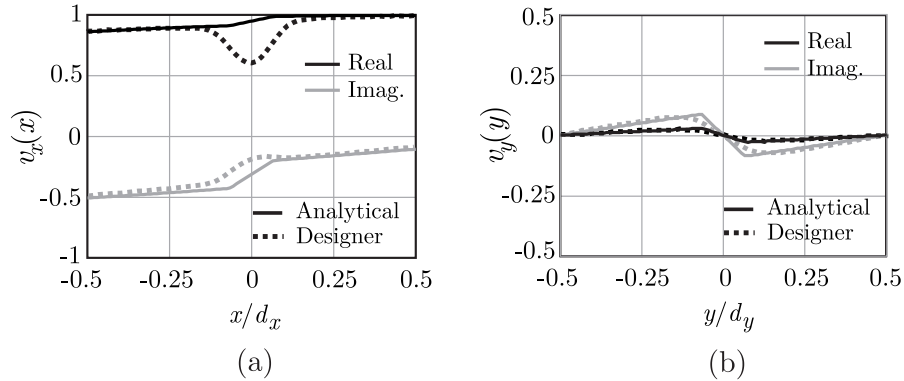 1
0.5
0
-0.5
-1
v_x(x)
Real
Imag.
Analytical
Designer
-0.5 -0.25 0 0.25 0.5
x/d_x
(a)
0.5
0.25
0
-0.25
-0.5
v_y(y)
Real
Imag.
Analytical
Designer
-0.5 -0.25 0 0.25 0.5
y/d_y
(b)